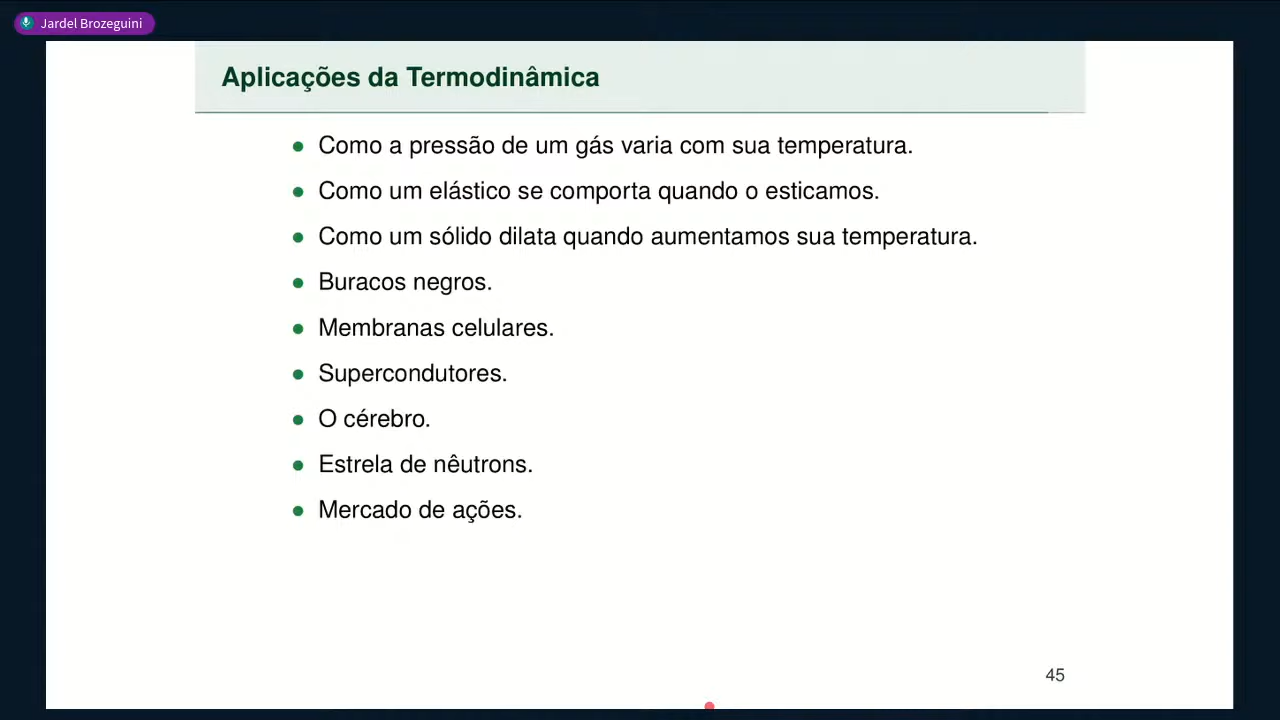 Jardel Brozeguini
Aplicações da Termodinâmica
Como a pressão de um gás varia com sua temperatura.
Como um elástico se comporta quando o esticamos.
Como um sólido dilata quando aumentamos sua temperatura.
Buracos negros.
Membranas celulares.
Supercondutores.
O cérebro.
Estrela de nêutrons.
Mercado de ações.
45